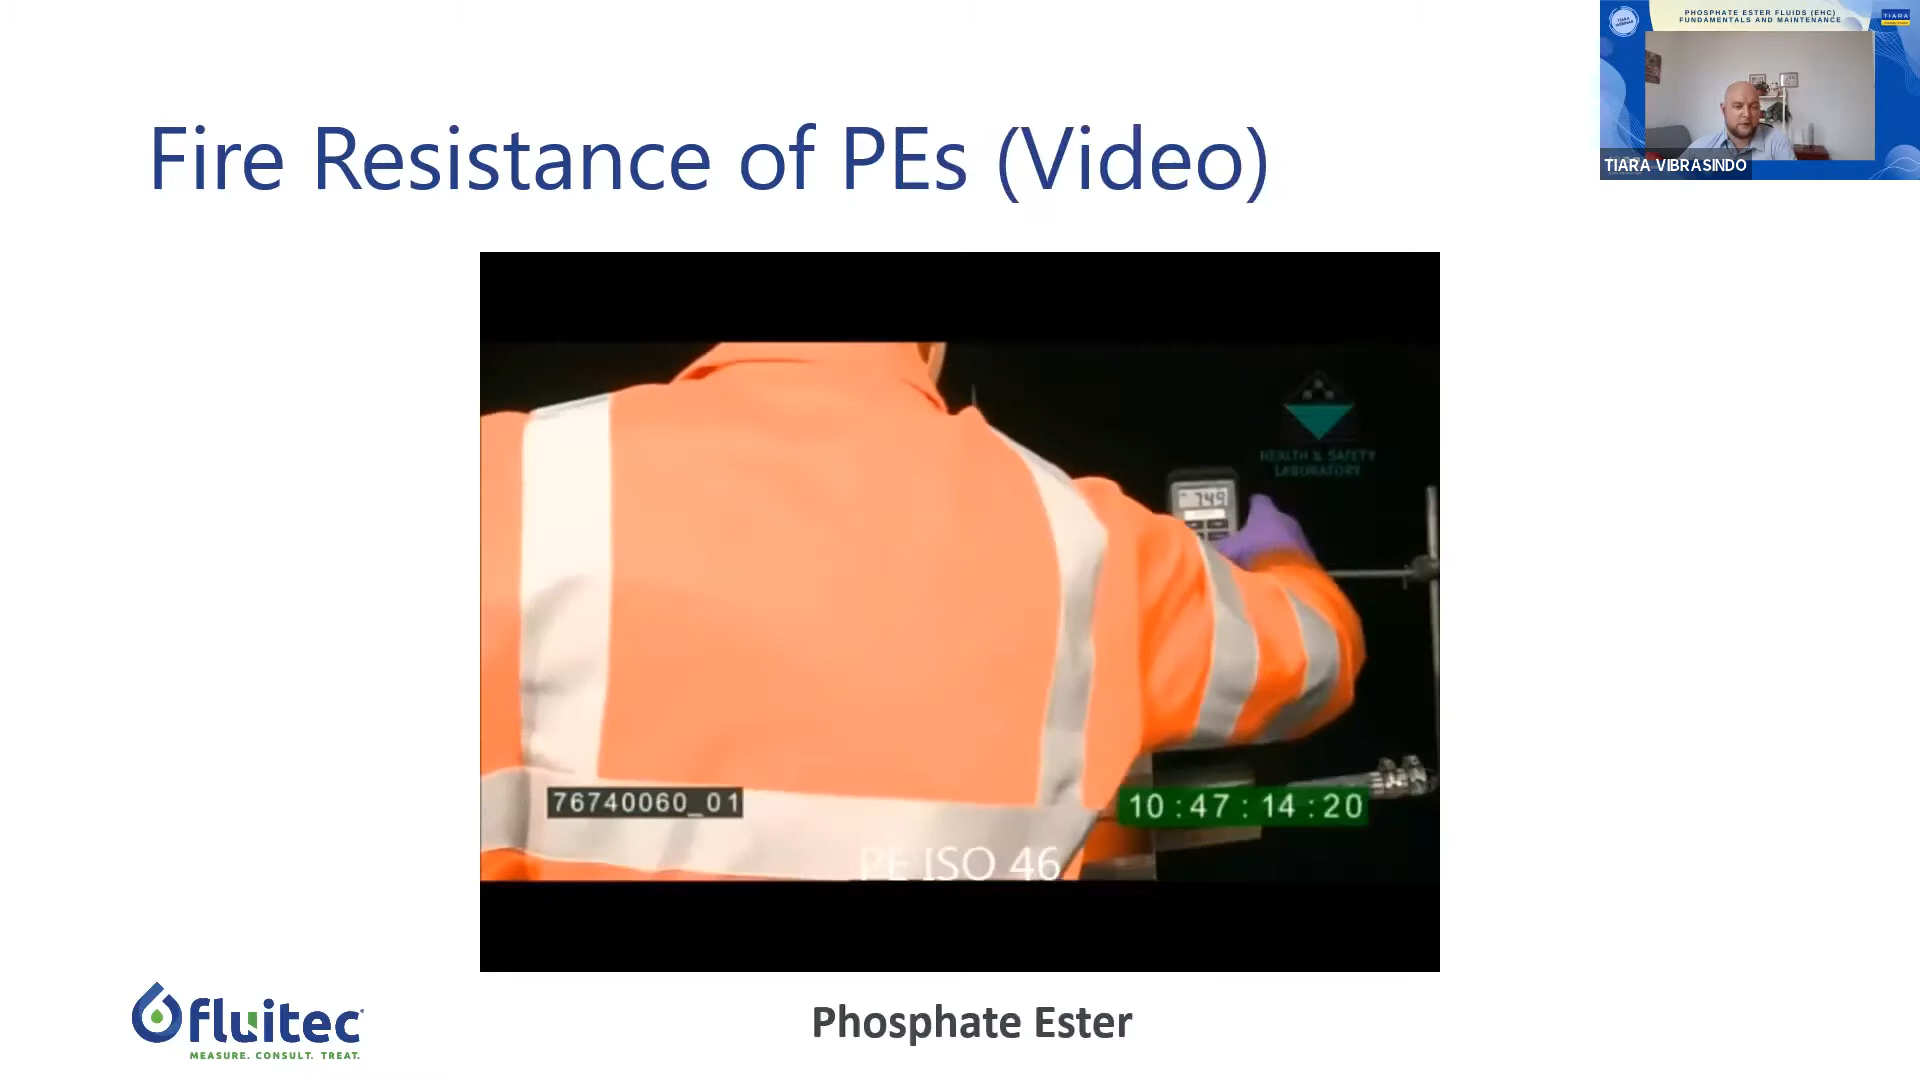 PHOSPHATE ESTER FLUIDS (EHC)
FUNDAMENTALS AND MAINTENANCE
TIARA
TIARA VIBRASINDO
Fire Resistance of PEs (Video)
HEALTH & SAFETY
LABORATORY
749
76740060_01
10:47:14:20
PE ISO 46
fluitec
MEASURE. CONSULT. TREAT.
Phosphate Ester